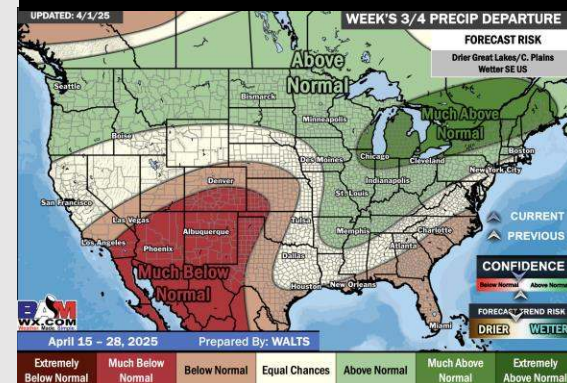 UPDATED: 4/1/25
WEEK'S 3/4 PRECIP DEPARTURE
FORECAST RISK
Drier Great Lakes/C. Plains
Wetter SE US
Above
Normal
Seattle
Bismarck
Minneapolis
Much Above
Normal
Boise
Boston
Chicago
Cleveland
New York City
Des Moines
Denver
Indianapolis
San Francisco
St. Louis
Las Vegas
Tulsa
CURRENT
Los Angeles
Albuquerque
Memphis
Charlotte
PREVIOUS
Phoenix
Atlanta
Dallas
Much Below
Normal
CONFIDENCE
Below Normal
Above Normal
Houston
New Orleans
BAM
WX.COM
FORECAST TREND RISK
DRIER
WETTER
Miami
April 15 – 28, 2025
Prepared By: WALTS
Extremely
Below Normal
Much Below
Normal
Below Normal
Equal Chances
Above Normal
Much Above
Normal
Extremely
Above Normal